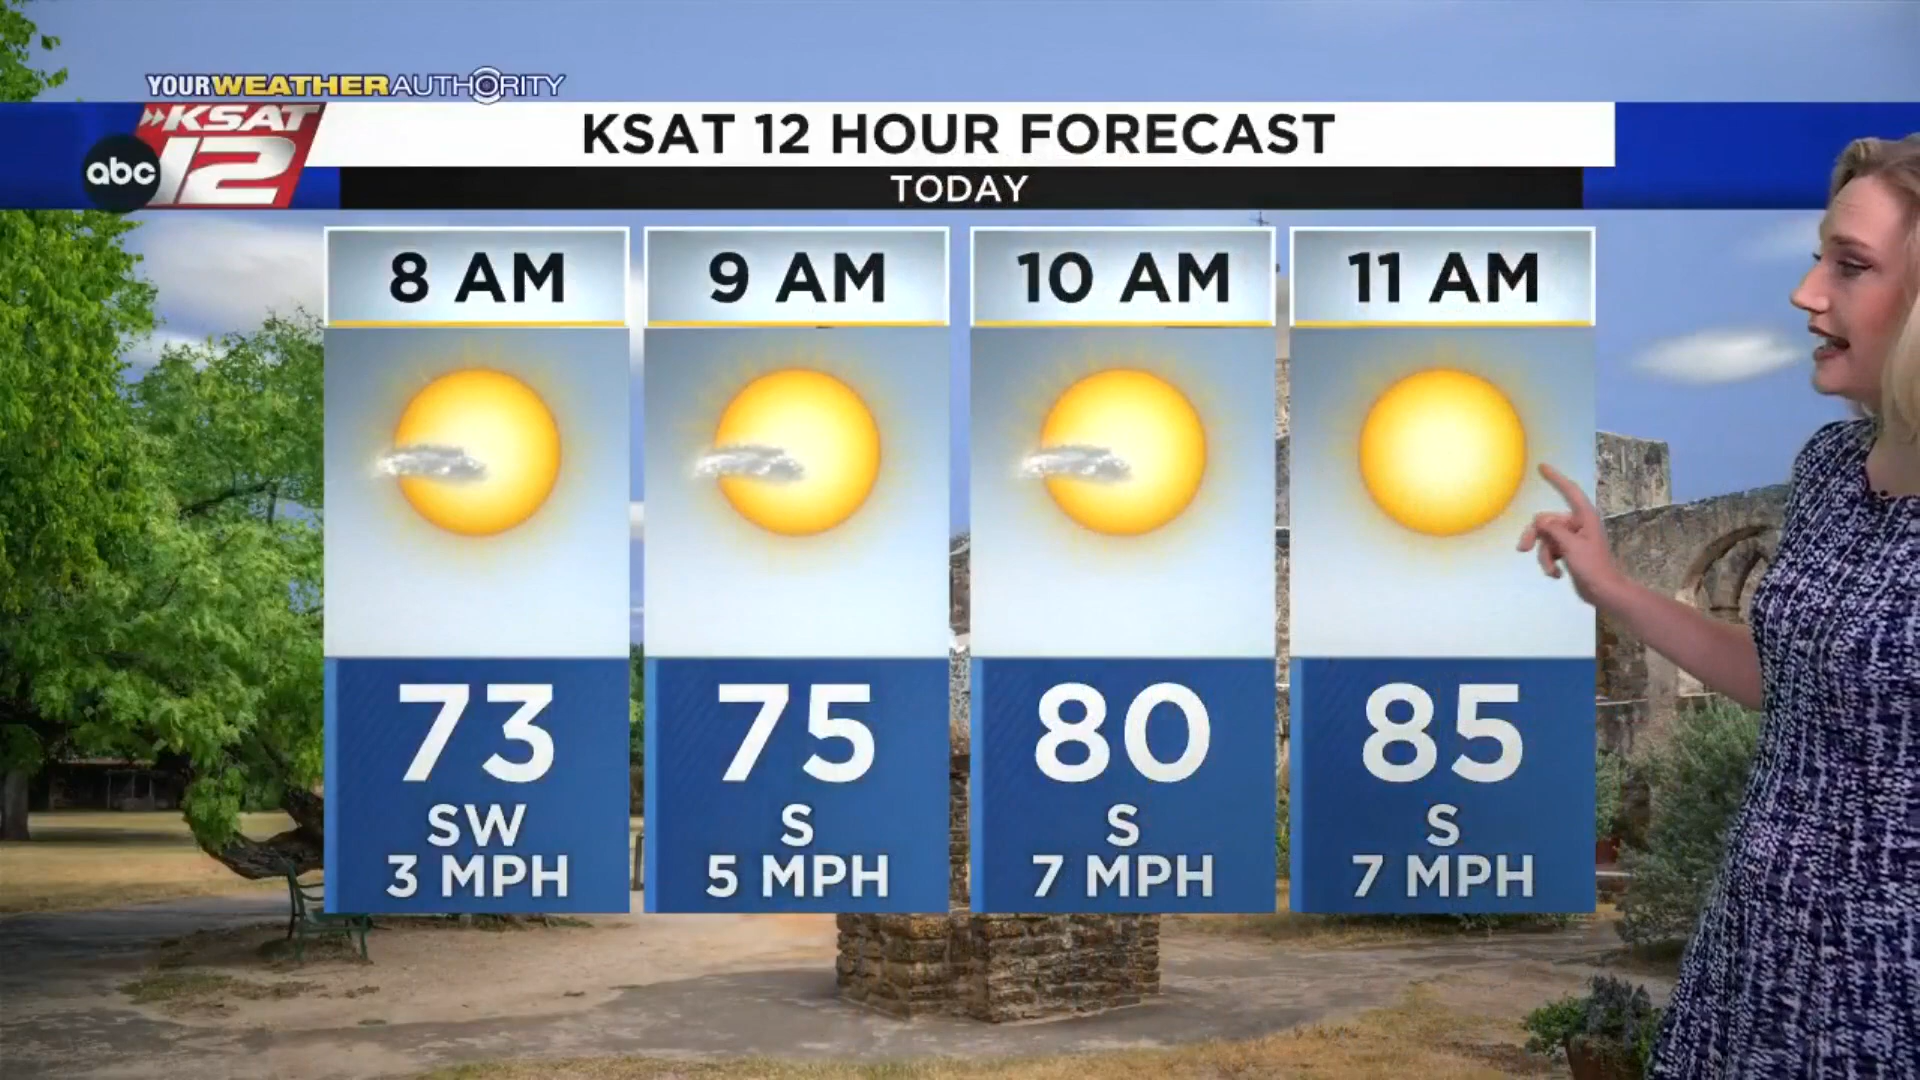 YOURWEATHERAUTHORITY
KSAT
abc 12
KSAT 12 HOUR FORECAST
TODAY
8 AM
73
SW
3 MPH
9 AM
75
S
5 MPH
10 AM
80
S
7 MPH
11 AM
85
S
7 MPH